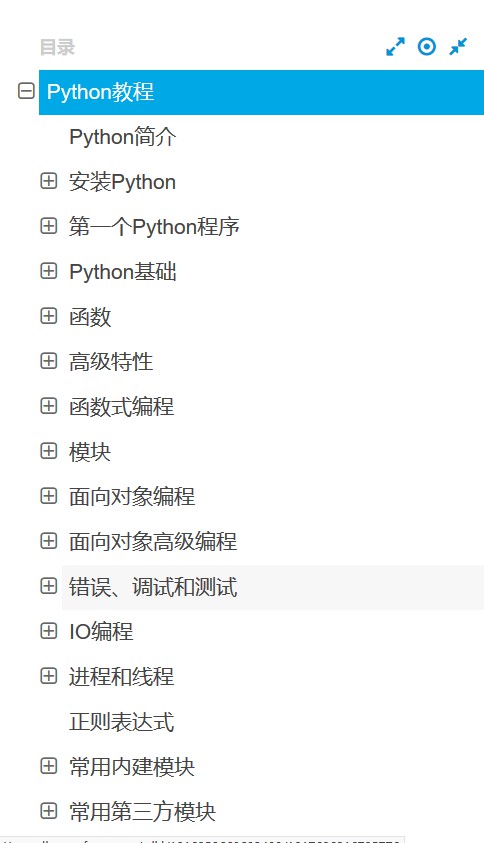 目录
Python教程
Python简介
安装Python
第一个Python程序
Python基础
函数
高级特性
函数式编程
模块
面向对象编程
面向对象高级编程
错误、调试和测试
IO编程
进程和线程
正则表达式
常用内建模块
常用第三方模块